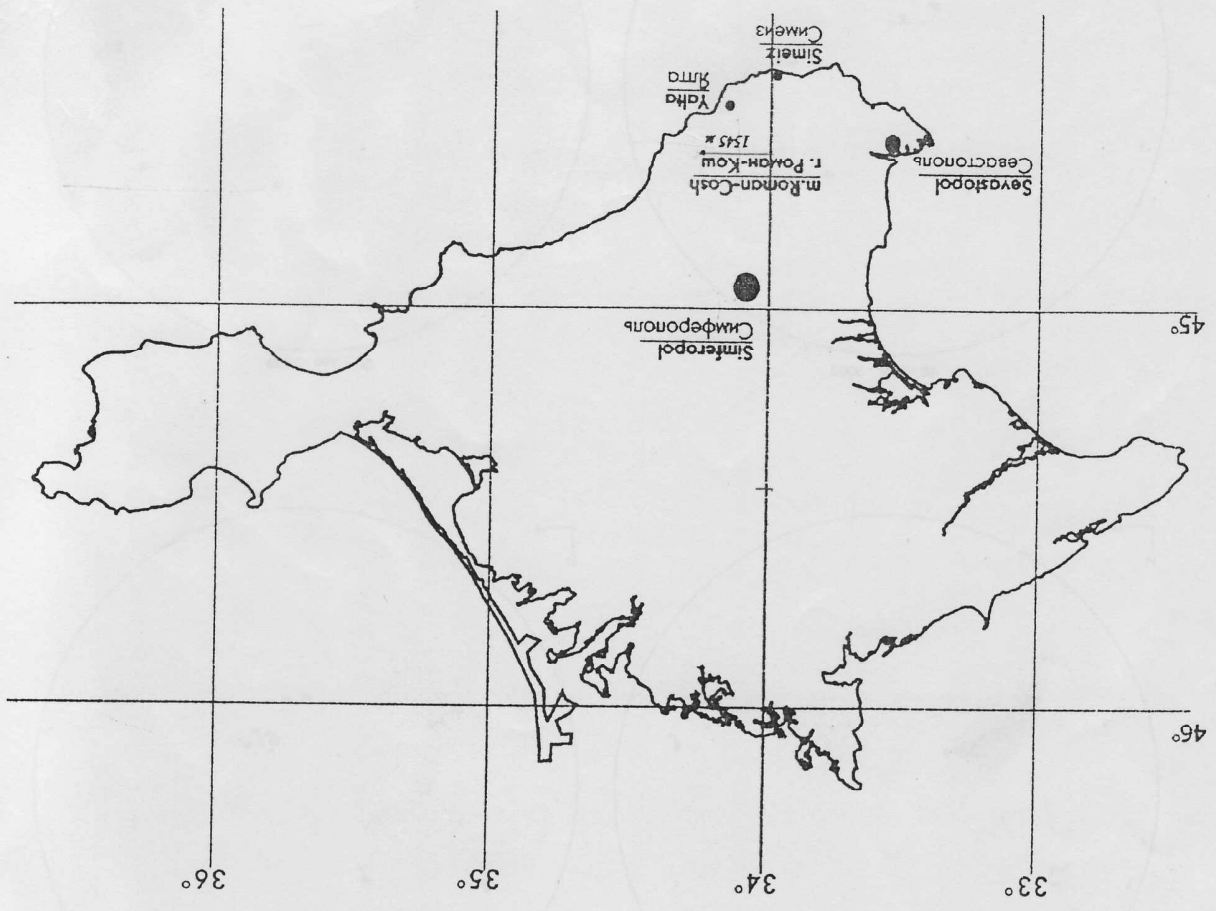 33°
34°
35°
36°
46°
45°
Simferopol
Симферополь
Sevastopol
Севастополь
m.Roman-Cosh
г. Роман-Кош
1545 м
Yalta
Ялта
Simeiz
Симеиз